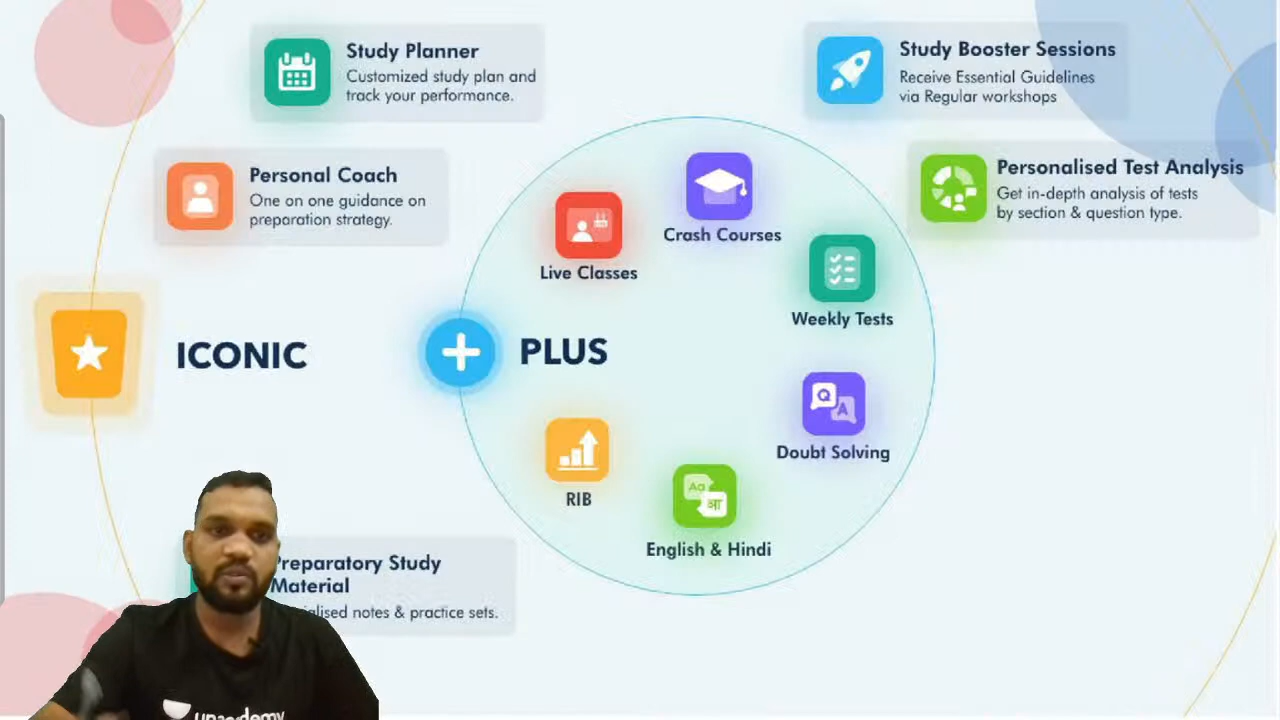 Study Planner
Customized study plan and
track your performance.
Study Booster Sessions
Receive Essential Guidelines
via Regular workshops
Personal Coach
One on one guidance on
preparation strategy.
Personalised Test Analysis
Get in-depth analysis of tests
by section & question type.
Crash Courses
Live Classes
Weekly Tests
ICONIC
PLUS
Q
A
Doubt Solving
RIB
Aa
अा
English & Hindi
Preparatory Study
Material
notes & practice sets.
unacademy